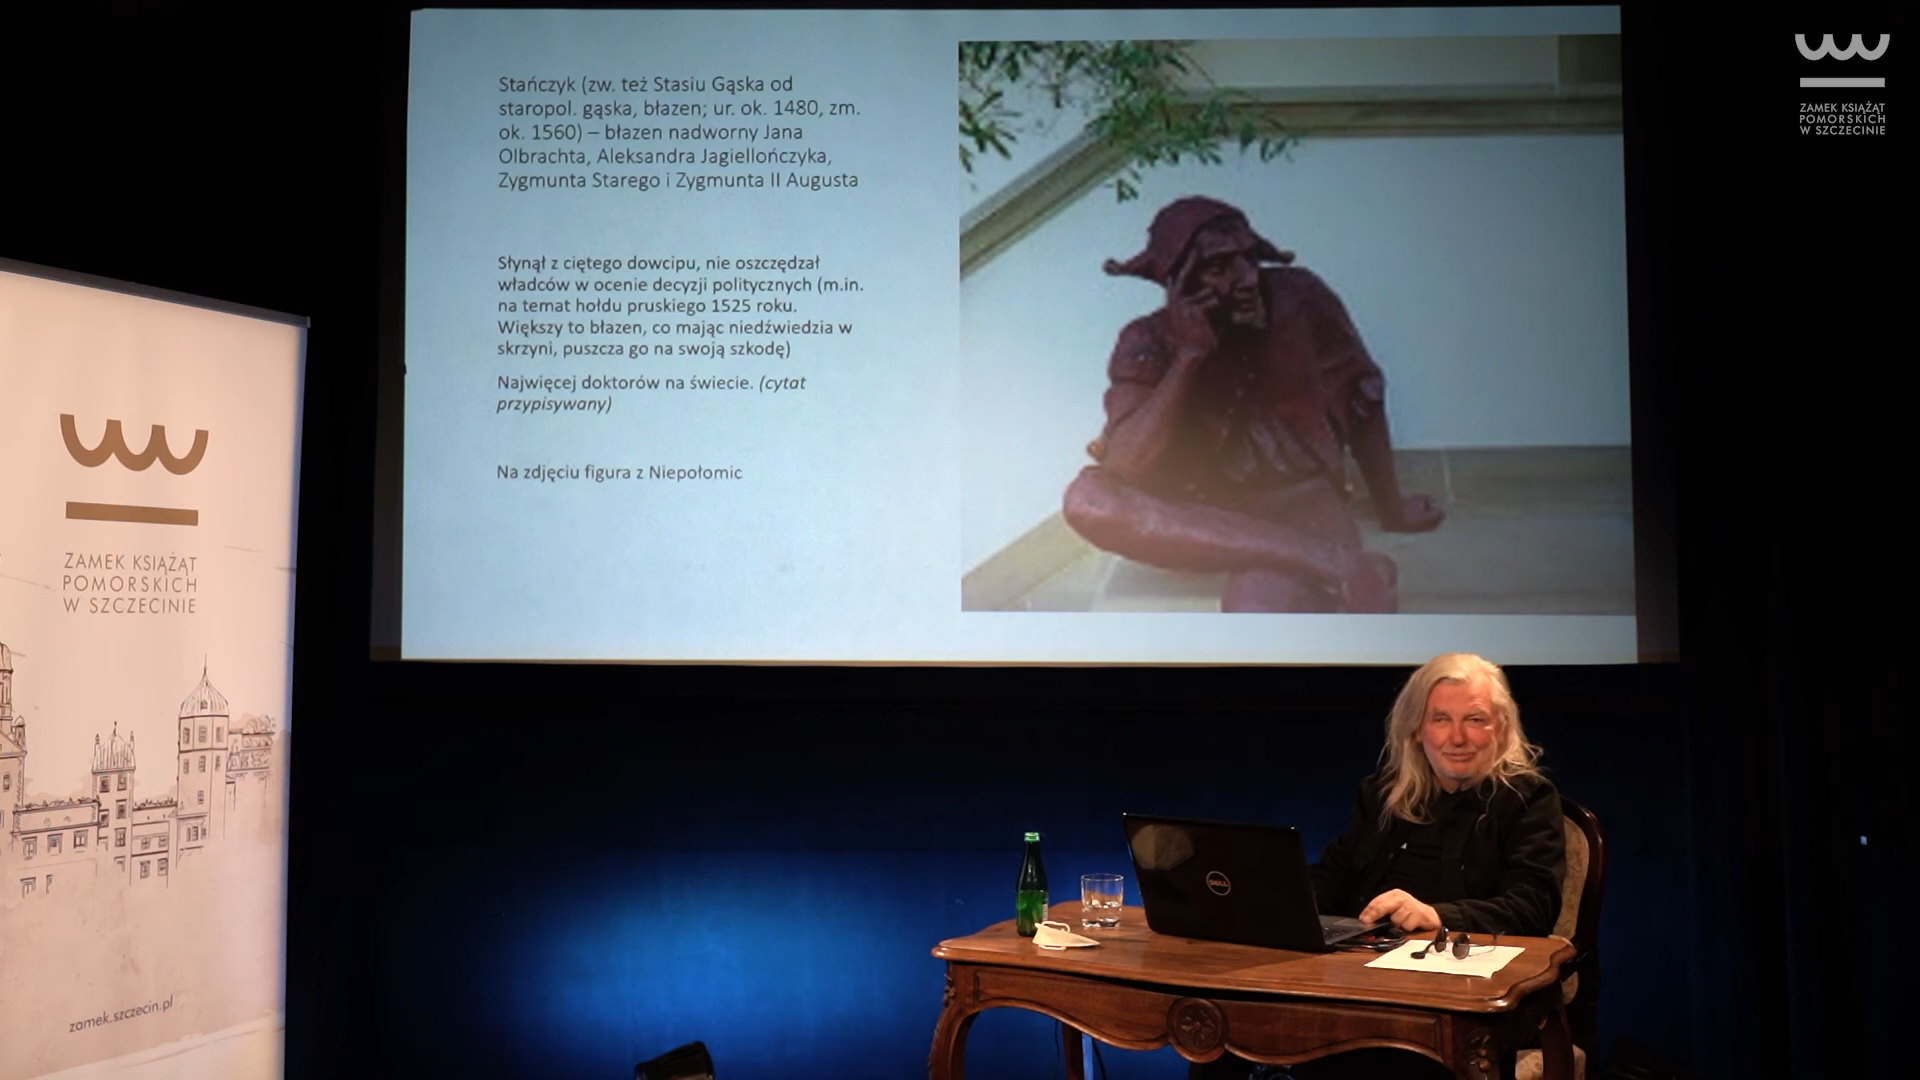 Stańczyk (zw. też Stasiu Gąska od
staropol. gąska, błazen; ur. ok. 1480, zm.
ok. 1560) – błazen nadworny Jana
Olbrachta, Aleksandra Jagiellończyka,
Zygmunta Starego i Zygmunta II Augusta
Słynął z ciętego dowcipu, nie oszczędzał
władców w ocenie decyzji politycznych (m.in.
na temat hołdu pruskiego 1525 roku.
Większy to błazen, co mając niedźwiedzia w
skrzyni, puszcza go na swoją szkodę)
Najwięcej doktorów na świecie. (cytat
przypisywany)
Na zdjęciu figura z Niepołomic
ZAMEK KSIĄŻĄT
POMORSKICH
W SZCZECINIE
ZAMEK KSIĄŻĄT
POMORSKICH
W SZCZECINIE
zamek.szczecin.pl
DELL